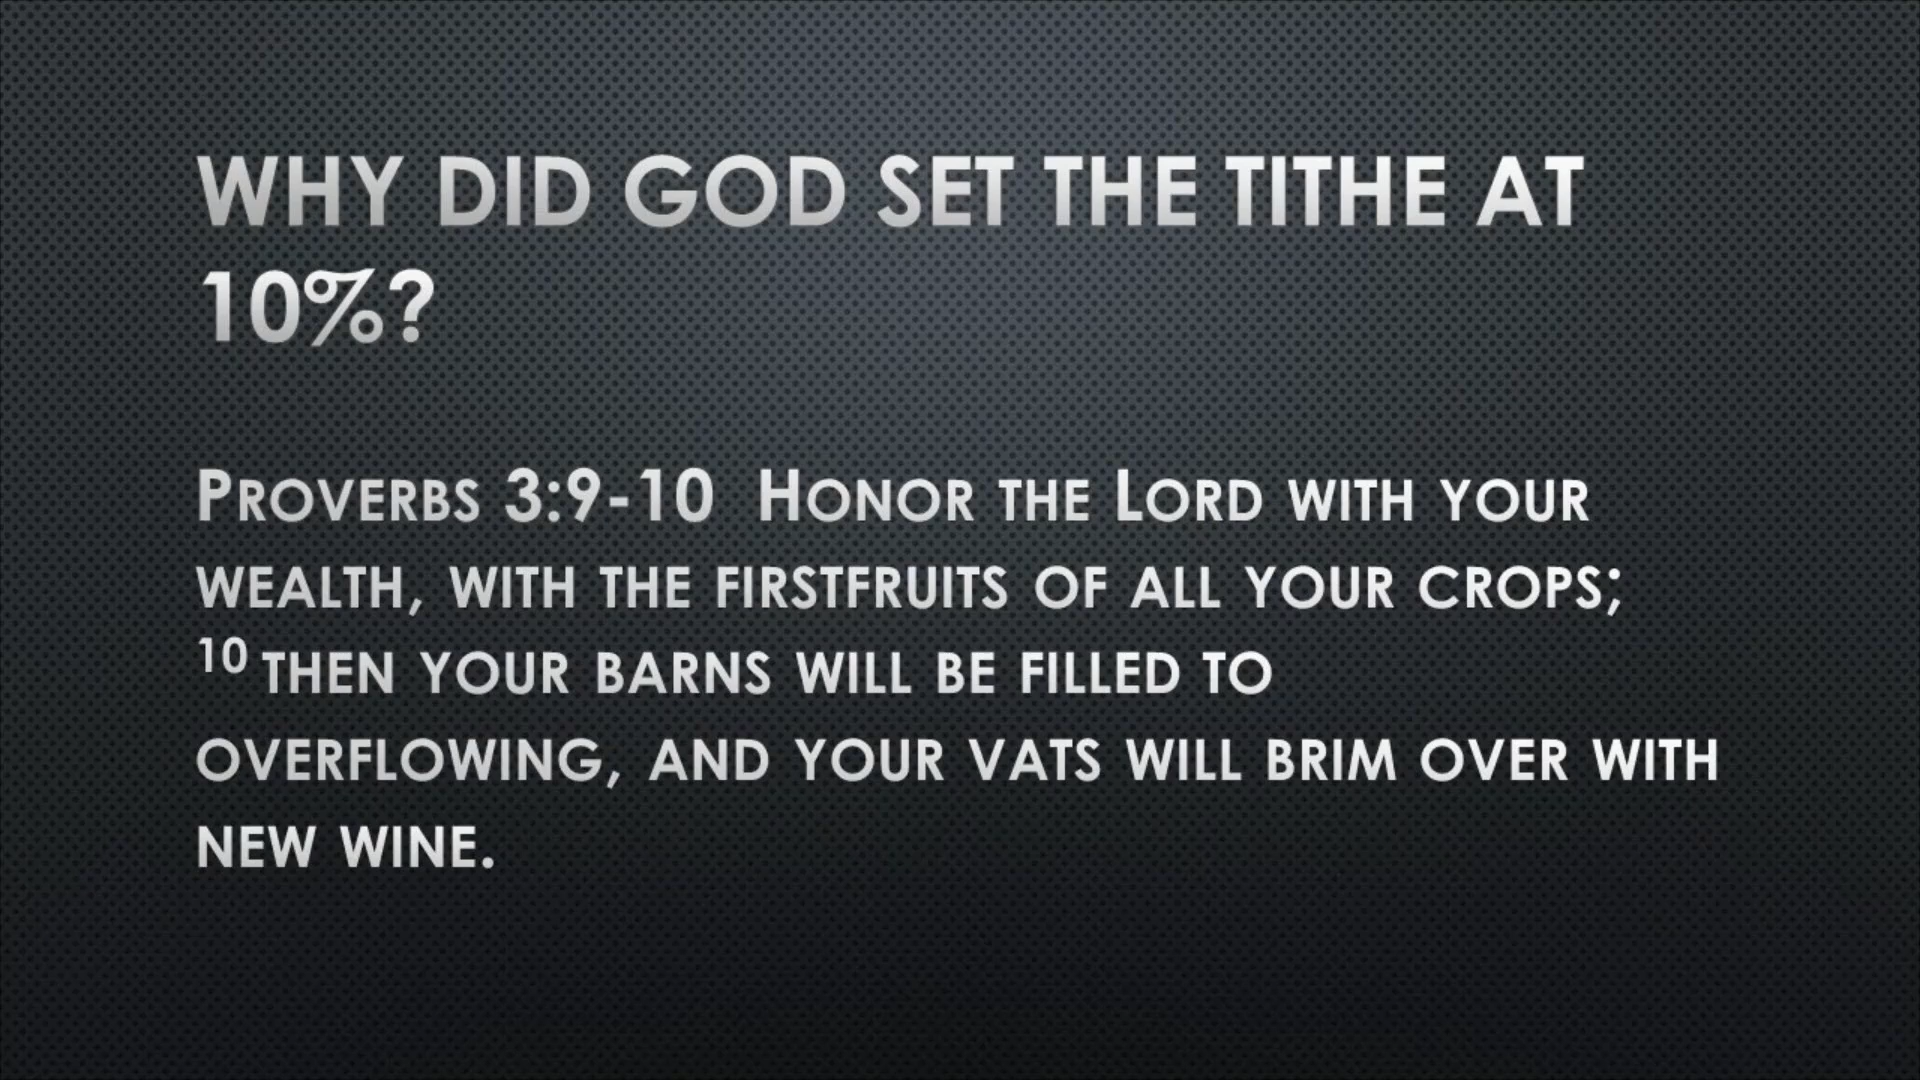 WHY DID GOD SET THE TITHE AT
10%?
PROVERBS 3:9-10 HONOR THE LORD WITH YOUR
WEALTH, WITH THE FIRSTFRUITS OF ALL YOUR CROPS;
10 THEN YOUR BARNS WILL BE FILLED TO
OVERFLOWING, AND YOUR VATS WILL BRIM OVER WITH
NEW WINE.